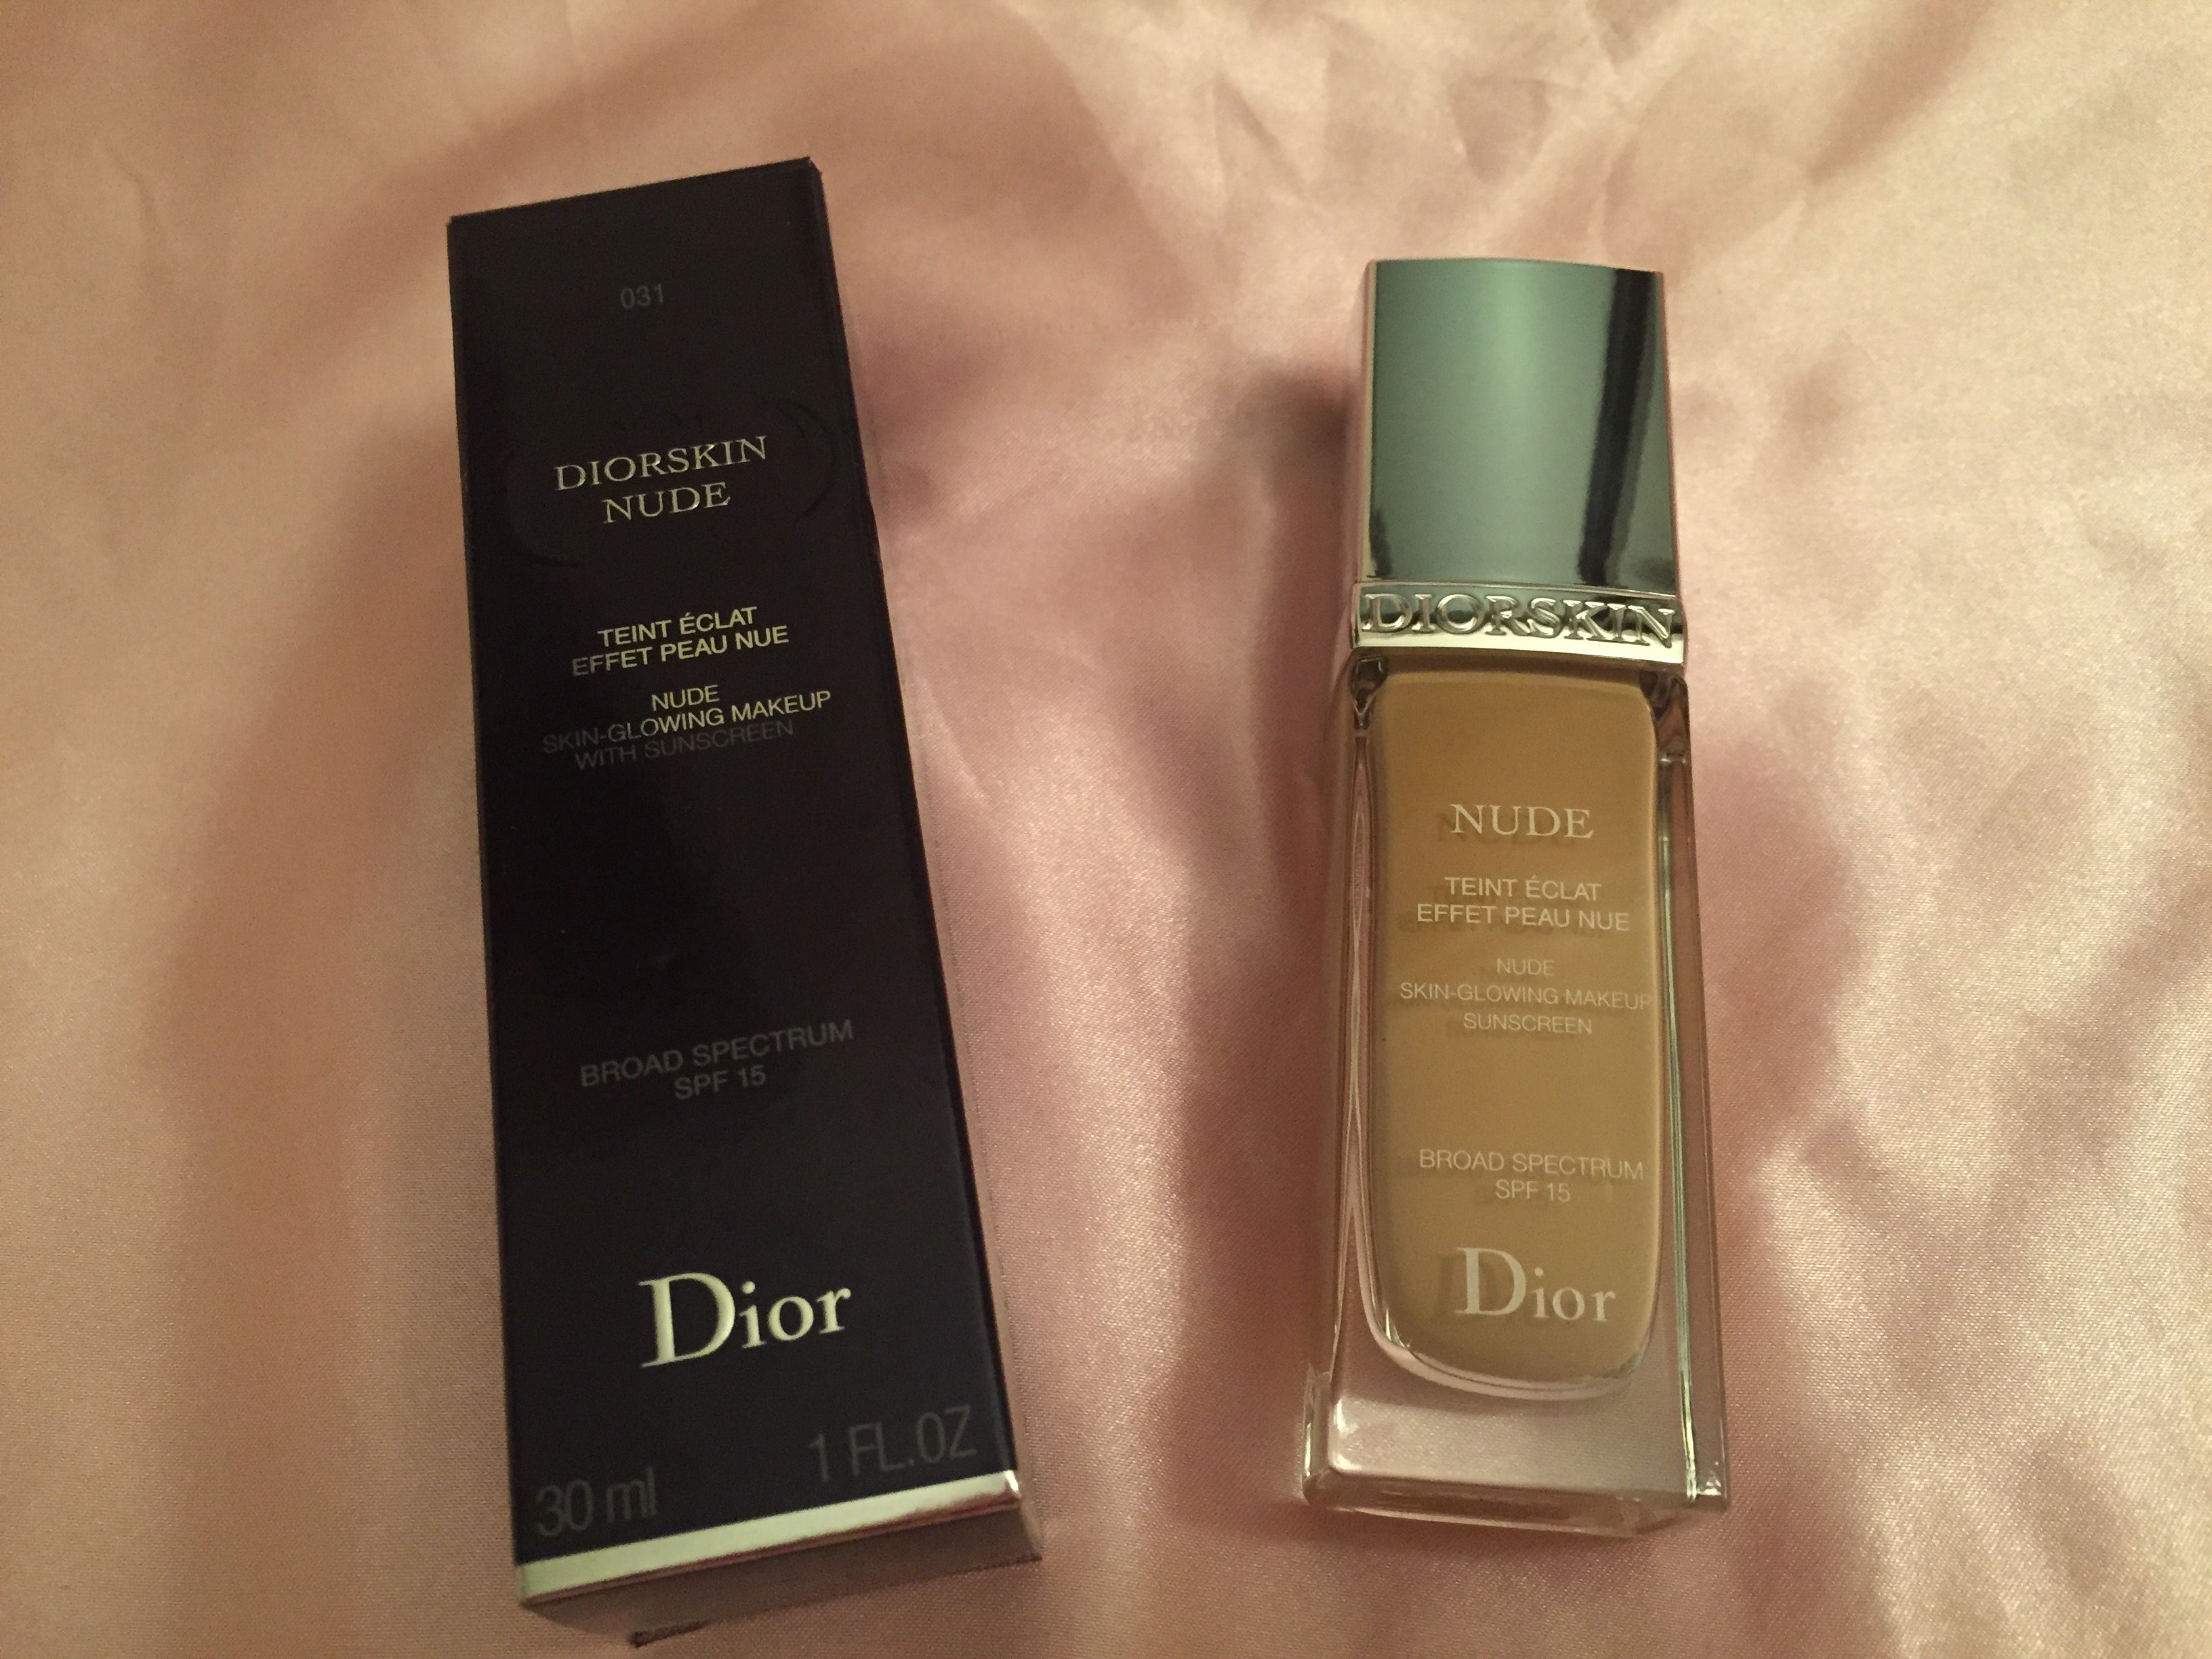 031
DIORSKIN
NUDE
TEINT ÉCLAT
EFFET PEAU NUE
NUDE
SKIN-GLOWING MAKEUP
WITH SUNSCREEN
BROAD SPECTRUM
SPF 15
Dior
30 ml 1 FL.OZ
DIORSKIN
NUDE
TEINT ÉCLAT
EFFET PEAU NUE
NUDE
SKIN-GLOWING MAKEUP
SUNSCREEN
BROAD SPECTRUM
SPF 15
Dior